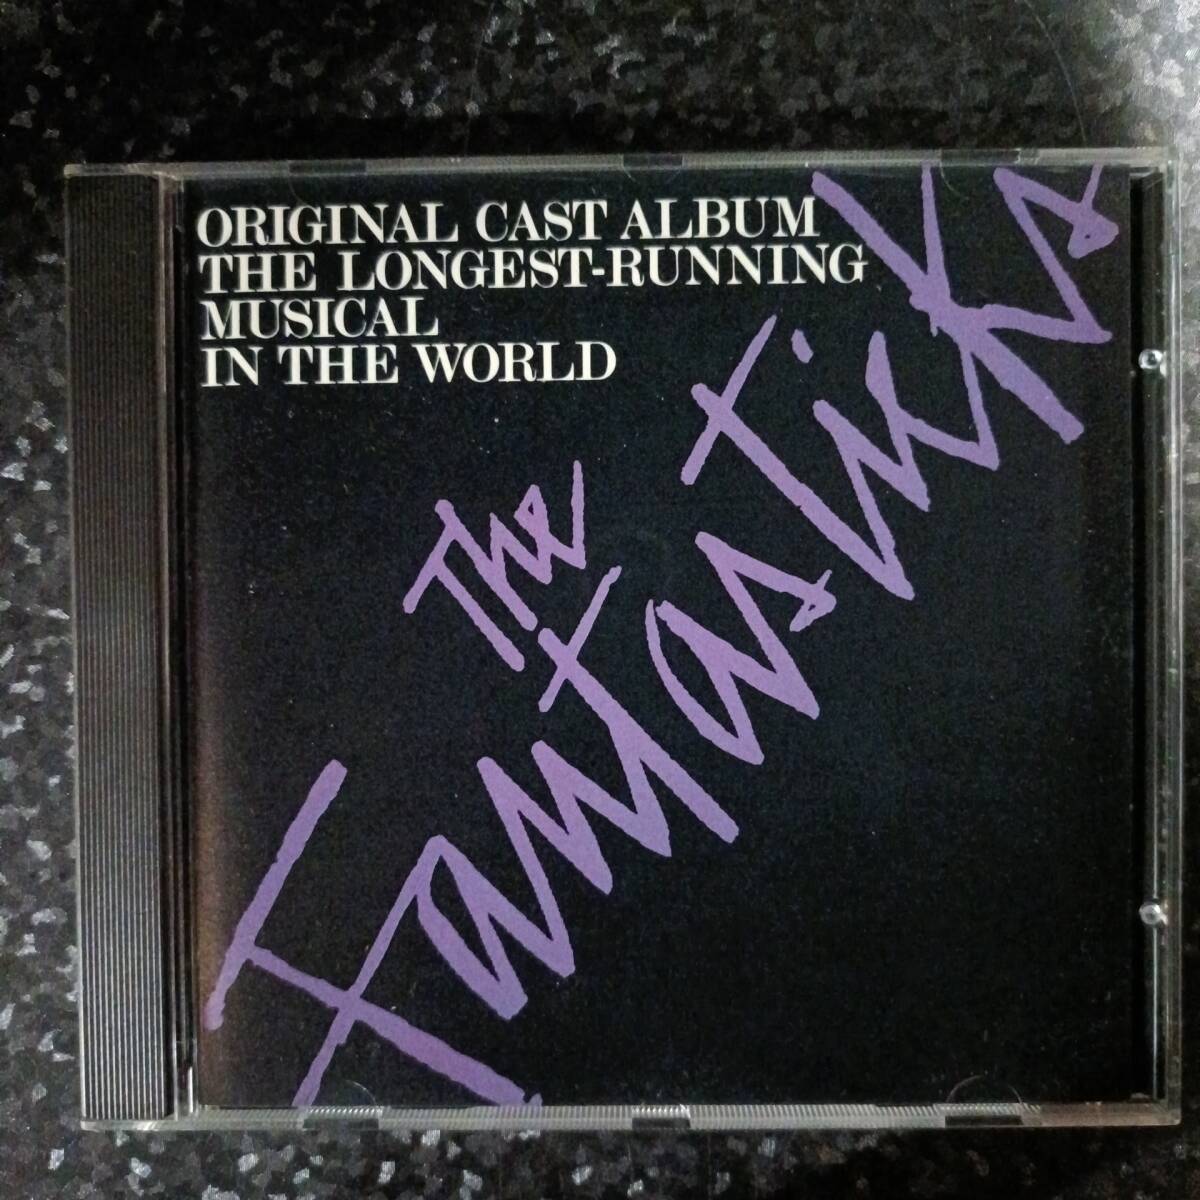 ORIGINAL CAST ALBUM
THE LONGEST-RUNNING
MUSICAL
IN THE WORLD
The
Fantasticks